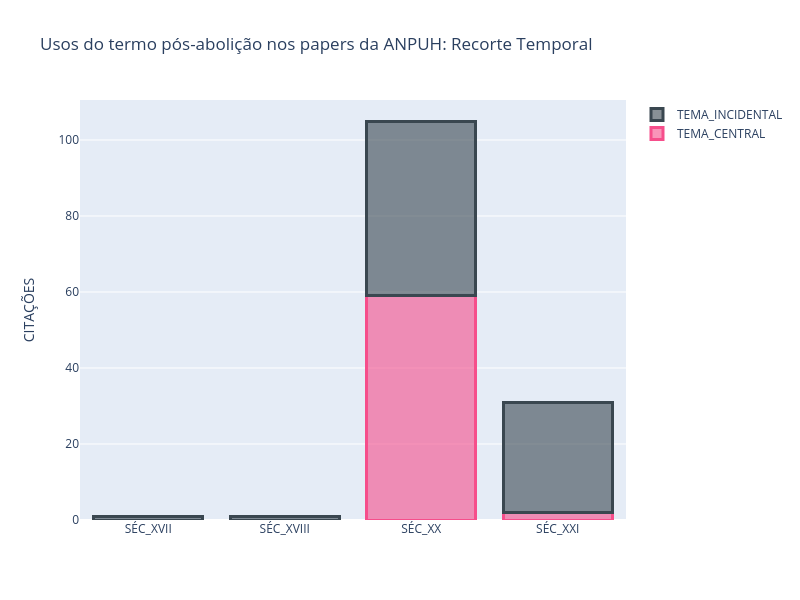 Usos do termo pós-abolição nos papers da ANPUH: Recorte Temporal
TEMA_INCIDENTAL
TEMA_CENTRAL
CITAÇÕES
100
80
60
40
20
0
SÉC_XVII
SÉC_XVIII
SÉC_XX
SÉC_XXI